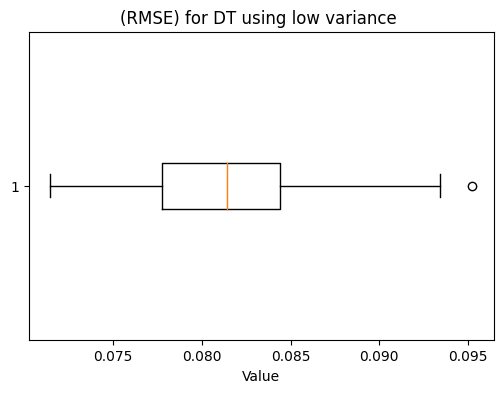 (RMSE) for DT using low variance
1
0.075 0.080 0.085 0.090 0.095
Value